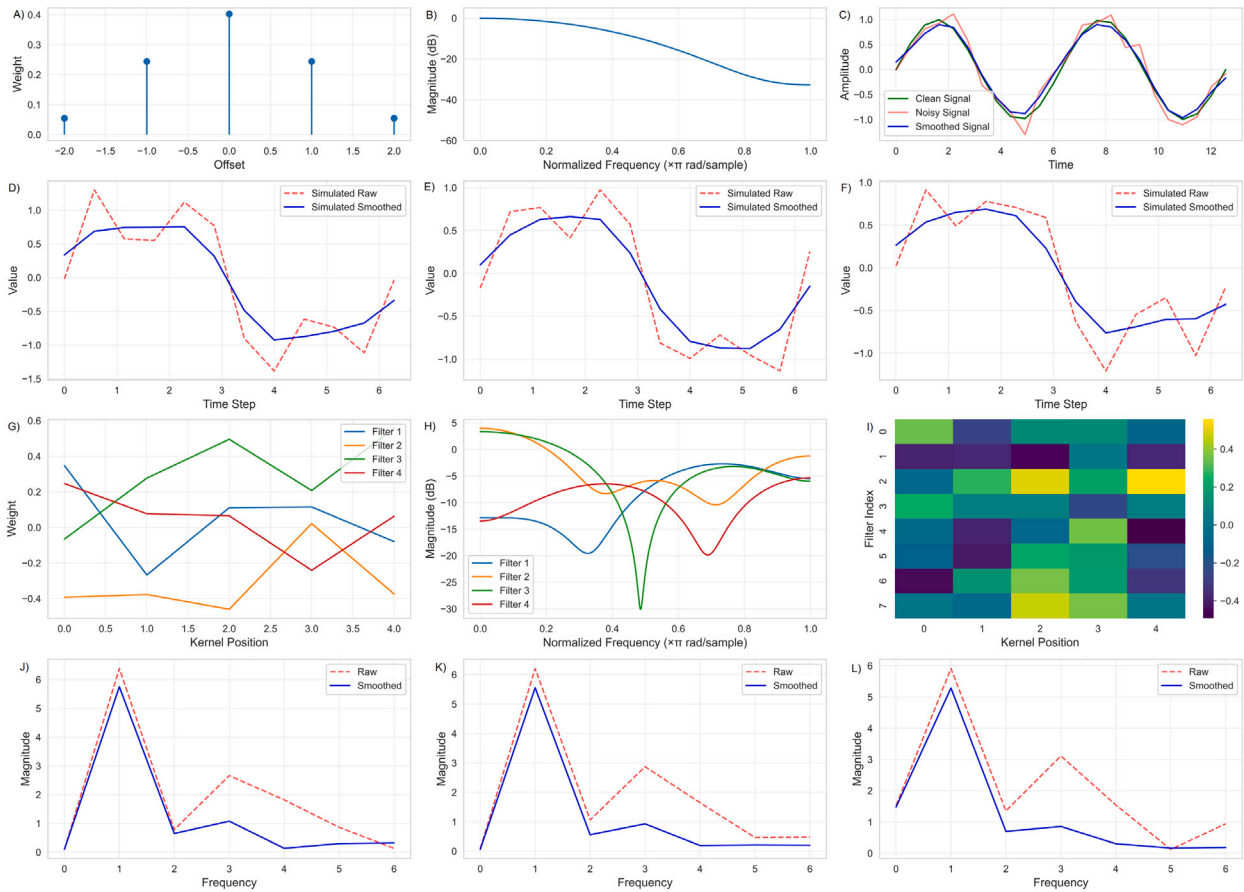 A)
0.4
0.3
0.2
0.1
0.0
Weight
−2.0 −1.5 −1.0 −0.5 0.0 0.5 1.0 1.5 2.0
Offset
B)
0
−20
−40
−60
Magnitude (dB)
0.0 0.2 0.4 0.6 0.8 1.0
Normalized Frequency (×π rad/sample)
C)
1.0
0.5
0.0
−0.5
−1.0
Amplitude
Clean Signal
Noisy Signal
Smoothed Signal
0 2 4 6 8 10 12
Time
D)
1.0
0.5
0.0
−0.5
−1.0
−1.5
Value
Simulated Raw
Simulated Smoothed
0 1 2 3 4 5 6
Time Step
E)
1.0
0.5
0.0
−0.5
−1.0
Value
Simulated Raw
Simulated Smoothed
0 1 2 3 4 5 6
Time Step
F)
1.0
0.5
0.0
−0.5
−1.0
Value
Simulated Raw
Simulated Smoothed
0 1 2 3 4 5 6
Time Step
G)
0.6
0.4
0.2
0.0
−0.2
−0.4
Weight
Filter 1
Filter 2
Filter 3
Filter 4
0.0 0.5 1.0 1.5 2.0 2.5 3.0 3.5 4.0
Kernel Position
H)
5
0
−5
−10
−15
−20
−25
−30
Magnitude (dB)
Filter 1
Filter 2
Filter 3
Filter 4
0.0 0.2 0.4 0.6 0.8 1.0
Normalized Frequency (×π rad/sample)
I)
0
1
2
3
4
5
6
7
Filter Index
0 1 2 3 4
Kernel Position
0.4
0.2
0.0
−0.2
−0.4
J)
6
5
4
3
2
1
0
Magnitude
Raw
Smoothed
0 1 2 3 4 5 6
Frequency
K)
6
5
4
3
2
1
0
Magnitude
Raw
Smoothed
0 1 2 3 4 5 6
Frequency
L)
6
5
4
3
2
1
0
Magnitude
Raw
Smoothed
0 1 2 3 4 5 6
Frequency